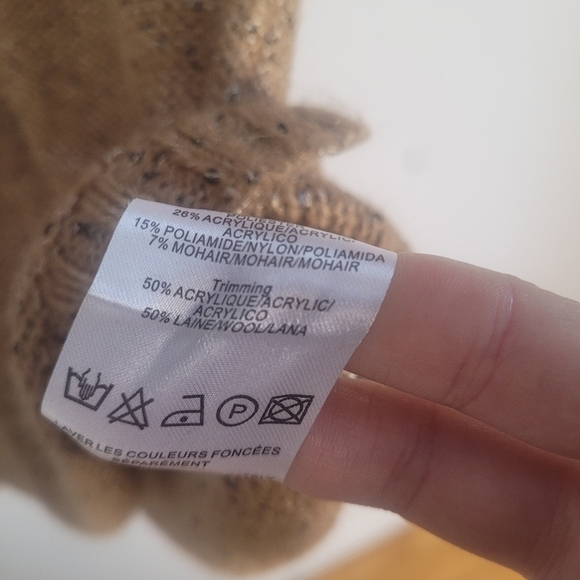 26% ACRYLIQUE/ACRYLIC/
ACRYLICO
15% POLIAMIDE/NYLON/POLIAMIDA
7% MOHAIR/MOHAIR/MOHAIR
Trimming
50% ACRYLIQUE/ACRYLIC/
ACRYLICO
50% LAINE/WOOL/LANA
P
LAVER LES COULEURS FONCÉES
SÉPARÉMENT